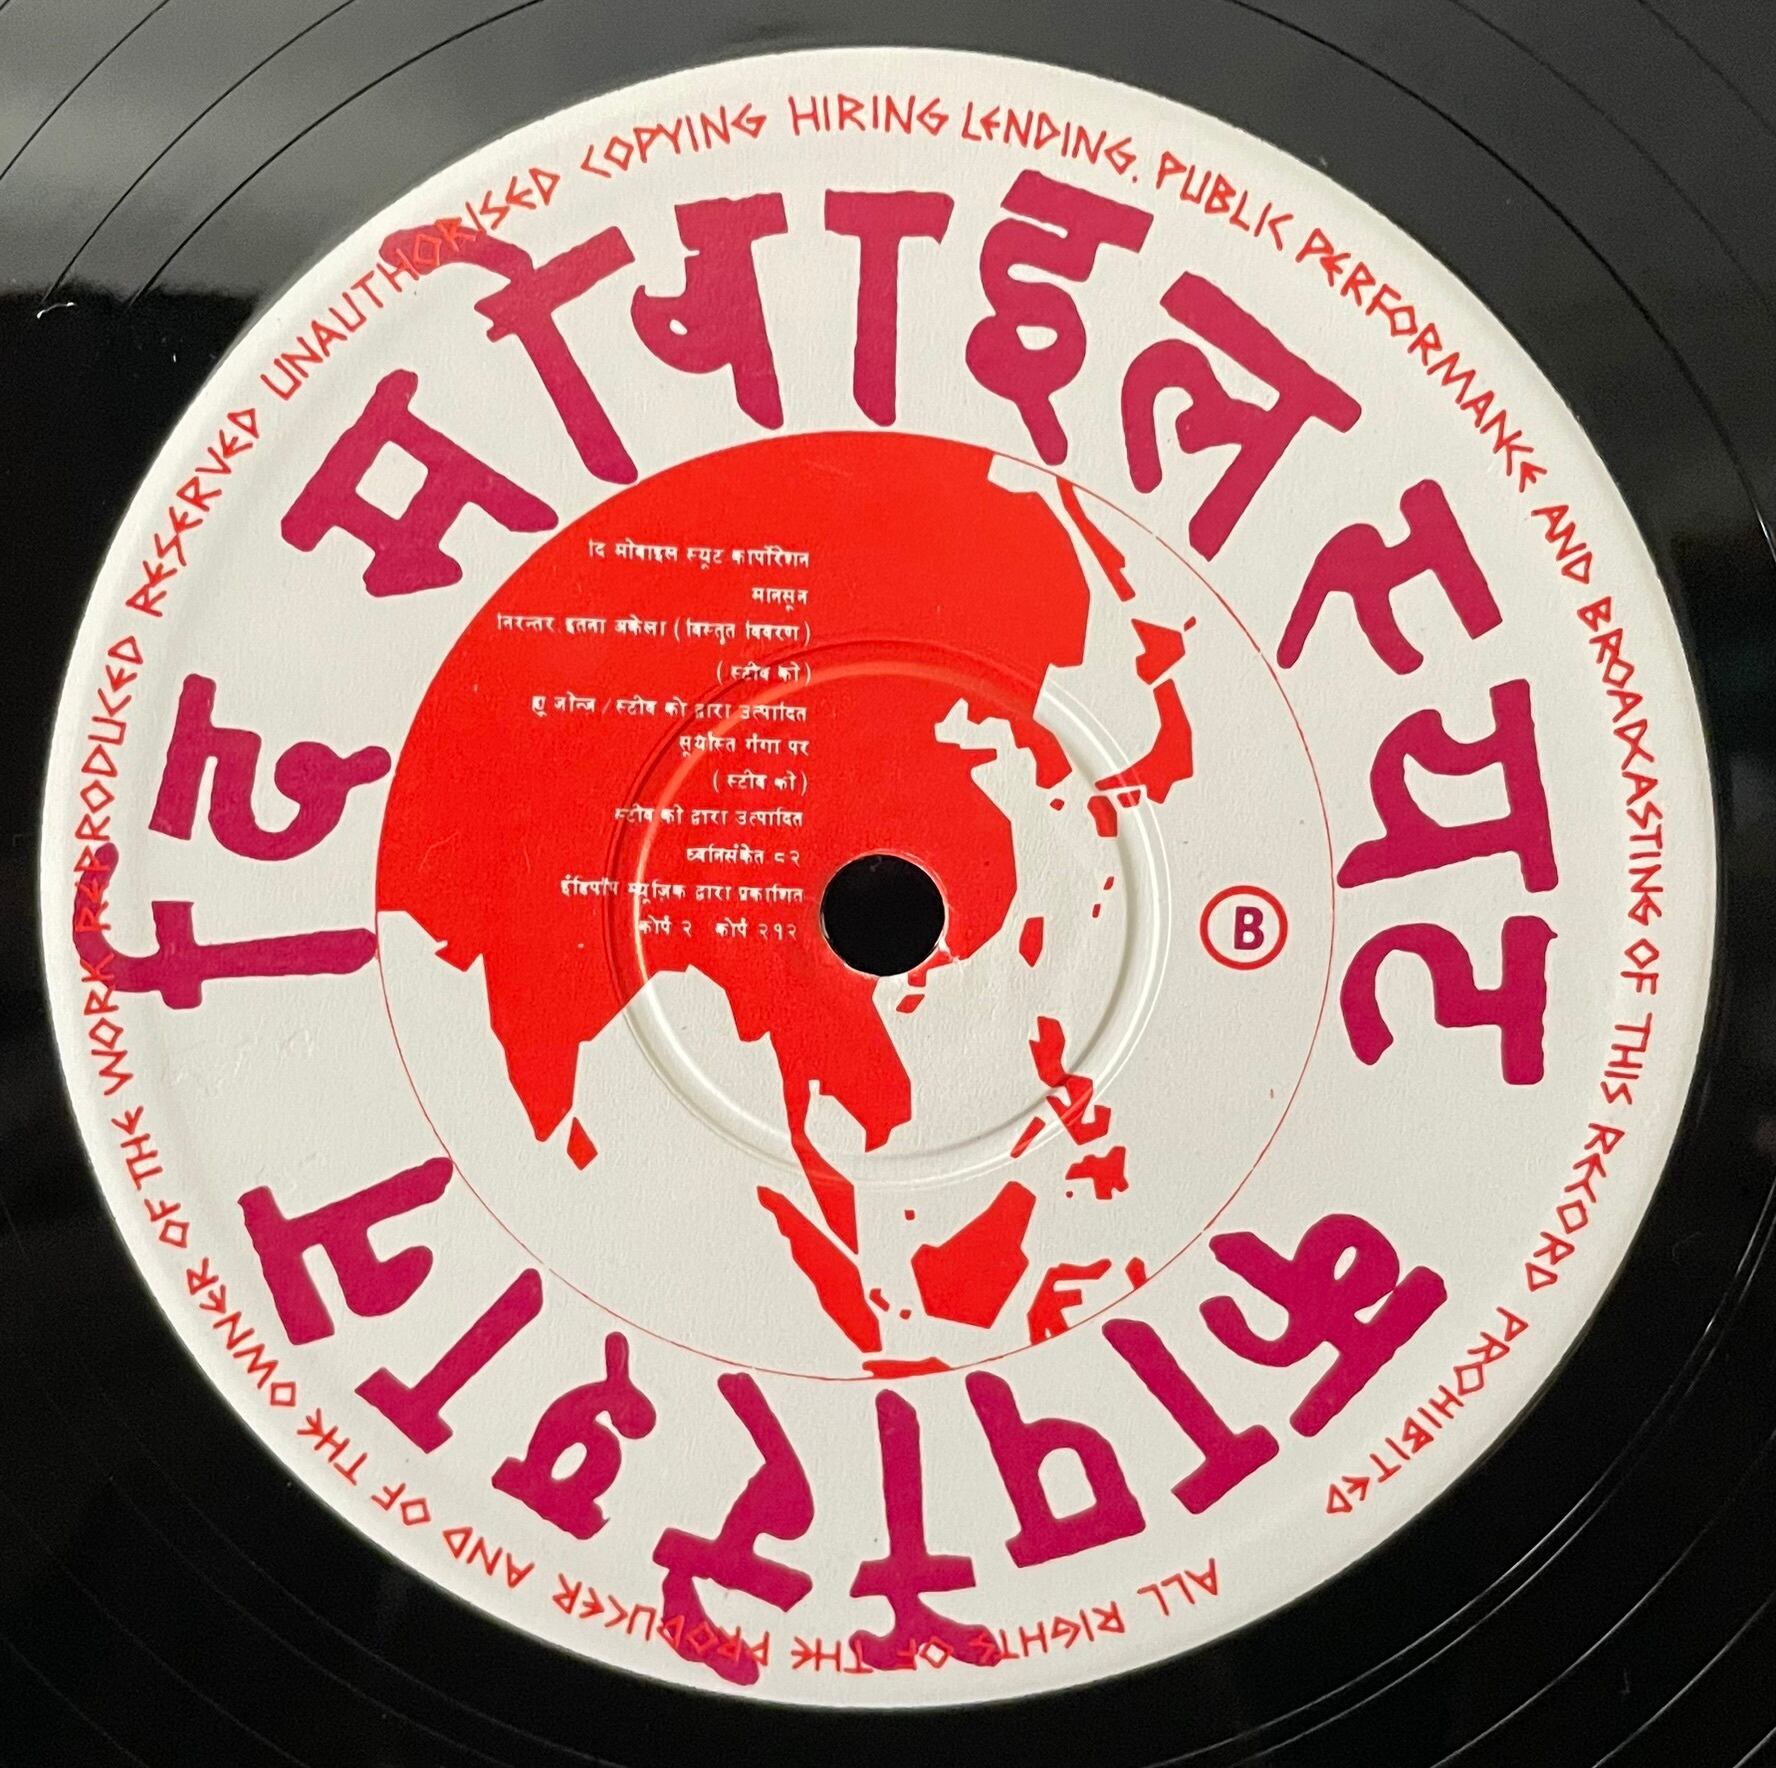 ALL RIGHTS OF THE PRODUCER AND OF THE OWNER OF THE WORK REPRODUCED RESERVED UNAUTHORISED COPYING HIRING LENDING. PUBLIC PERFORMANCE AND BROADCASTING OF THIS RECORD PROHIBITED
दि मोबाइल स्यूट कार्पोरेशन
दि मोबाइल स्यूट कार्पोरेशन
मानसून
निरन्तर इतना अकेला (विस्तृत विवरण)
(स्टीव को)
जोन्ज / स्टीव को द्वारा उत्पादित
सूर्यास्त गंगा पर
(स्टीव को)
स्टीव को द्वारा उत्पादित
ध्वनिसंकेत ८२
इंडिपॉप म्यूज़िक द्वारा प्रकाशित
कोर्प २ कोर्प २१२
B